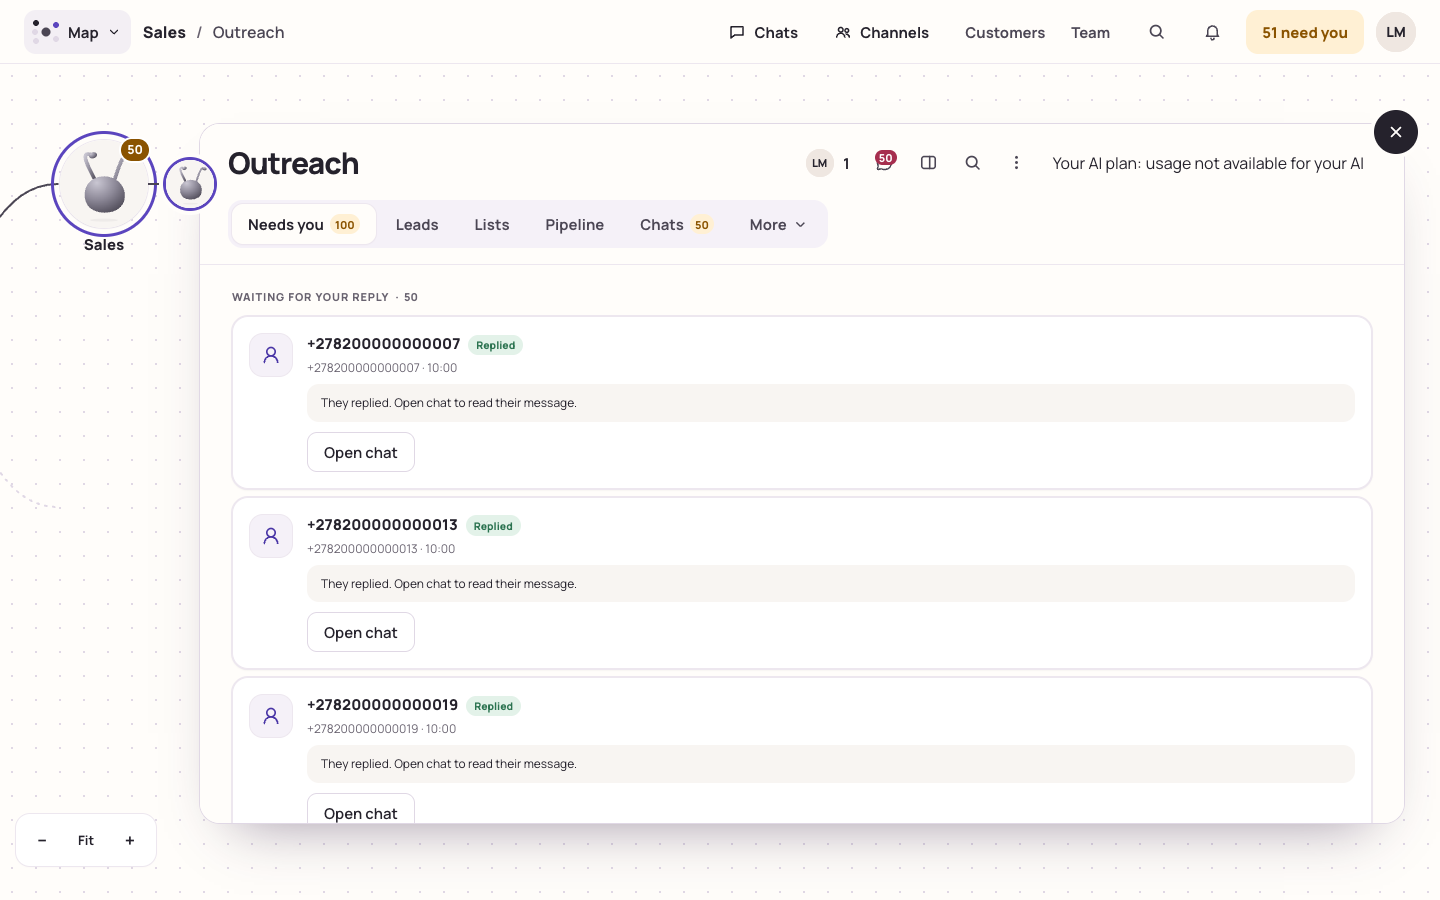 Map
Sales / Outreach
Chats
Channels
Customers
Team
51 need you
LM
50
Sales
Outreach
LM 1
50
Your AI plan: usage not available for your AI
Needs you 100
Leads
Lists
Pipeline
Chats 50
More
WAITING FOR YOUR REPLY · 50
+278200000000007 Replied
+278200000000007 · 10:00
They replied. Open chat to read their message.
Open chat
+278200000000013 Replied
+278200000000013 · 10:00
They replied. Open chat to read their message.
Open chat
+278200000000019 Replied
+278200000000019 · 10:00
They replied. Open chat to read their message.
Open chat
− Fit +